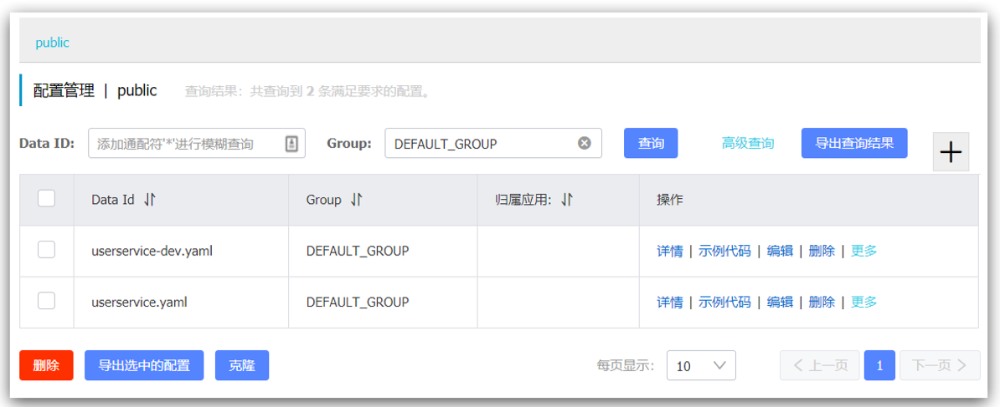 public
配置管理 | public 查询结果：共查询到 2 条满足要求的配置。
Data ID: 添加通配符'*'进行模糊查询 Group: DEFAULT_GROUP 查询 高级查询 导出查询结果 +
Data Id Group 归属应用: 操作
userservice-dev.yaml DEFAULT_GROUP 详情 | 示例代码 | 编辑 | 删除 | 更多
userservice.yaml DEFAULT_GROUP 详情 | 示例代码 | 编辑 | 删除 | 更多
删除 导出选中的配置 克隆 每页显示: 10 上一页 1 下一页